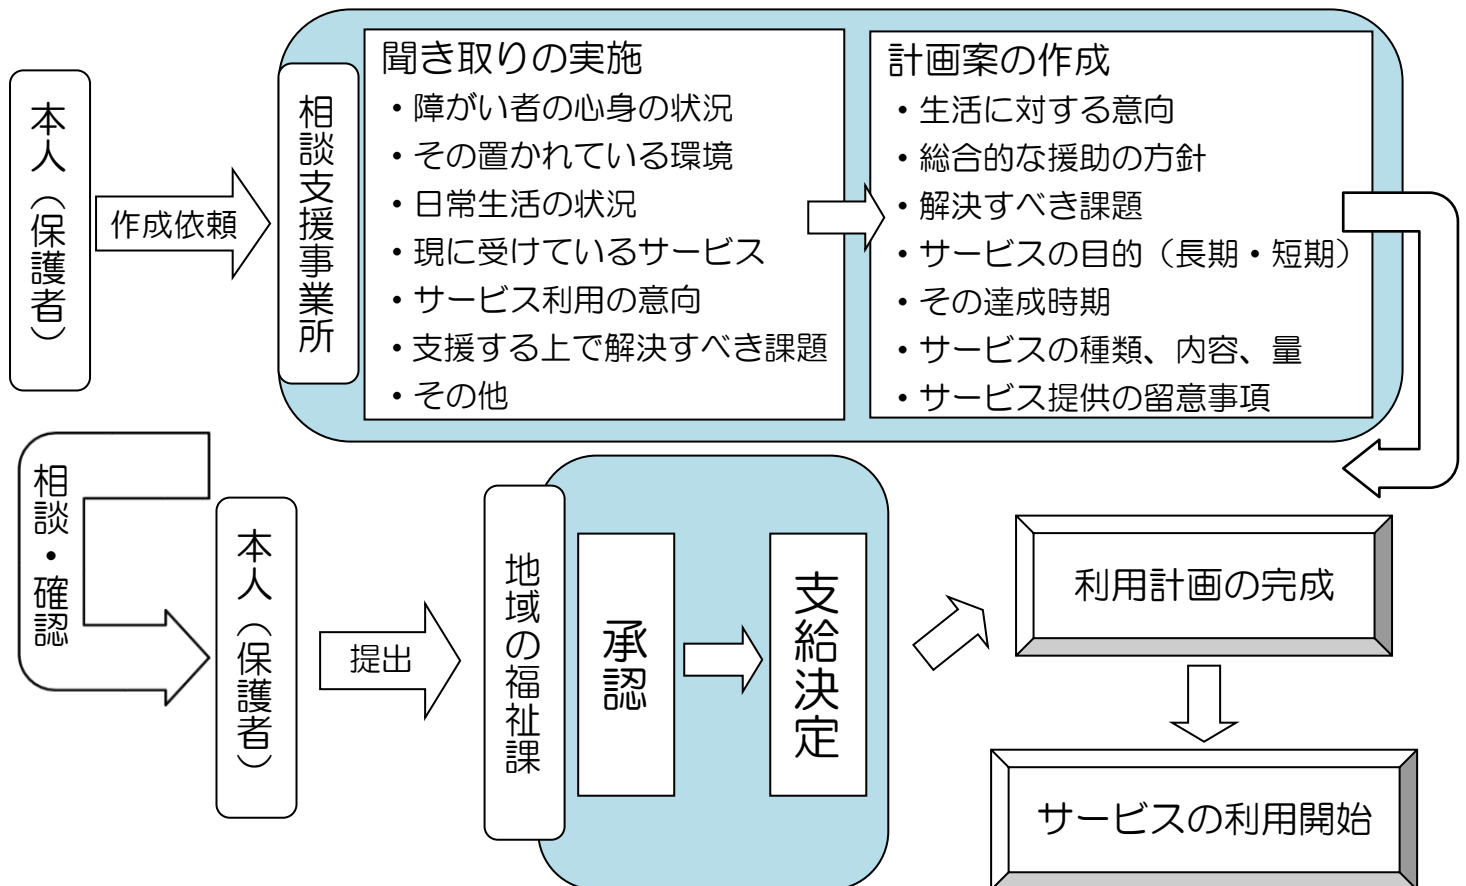 本人（保護者）
作成依頼
相談支援事業所
聞き取りの実施
・障がい者の心身の状況
・その置かれている環境
・日常生活の状況
・現に受けているサービス
・サービス利用の意向
・支援する上で解決すべき課題
・その他
計画案の作成
・生活に対する意向
・総合的な援助の方針
・解決すべき課題
・サービスの目的（長期・短期）
・その達成時期
・サービスの種類、内容、量
・サービス提供の留意事項
相談・確認
本人（保護者）
提出
地域の福祉課
承認
支給決定
利用計画の完成
サービスの利用開始